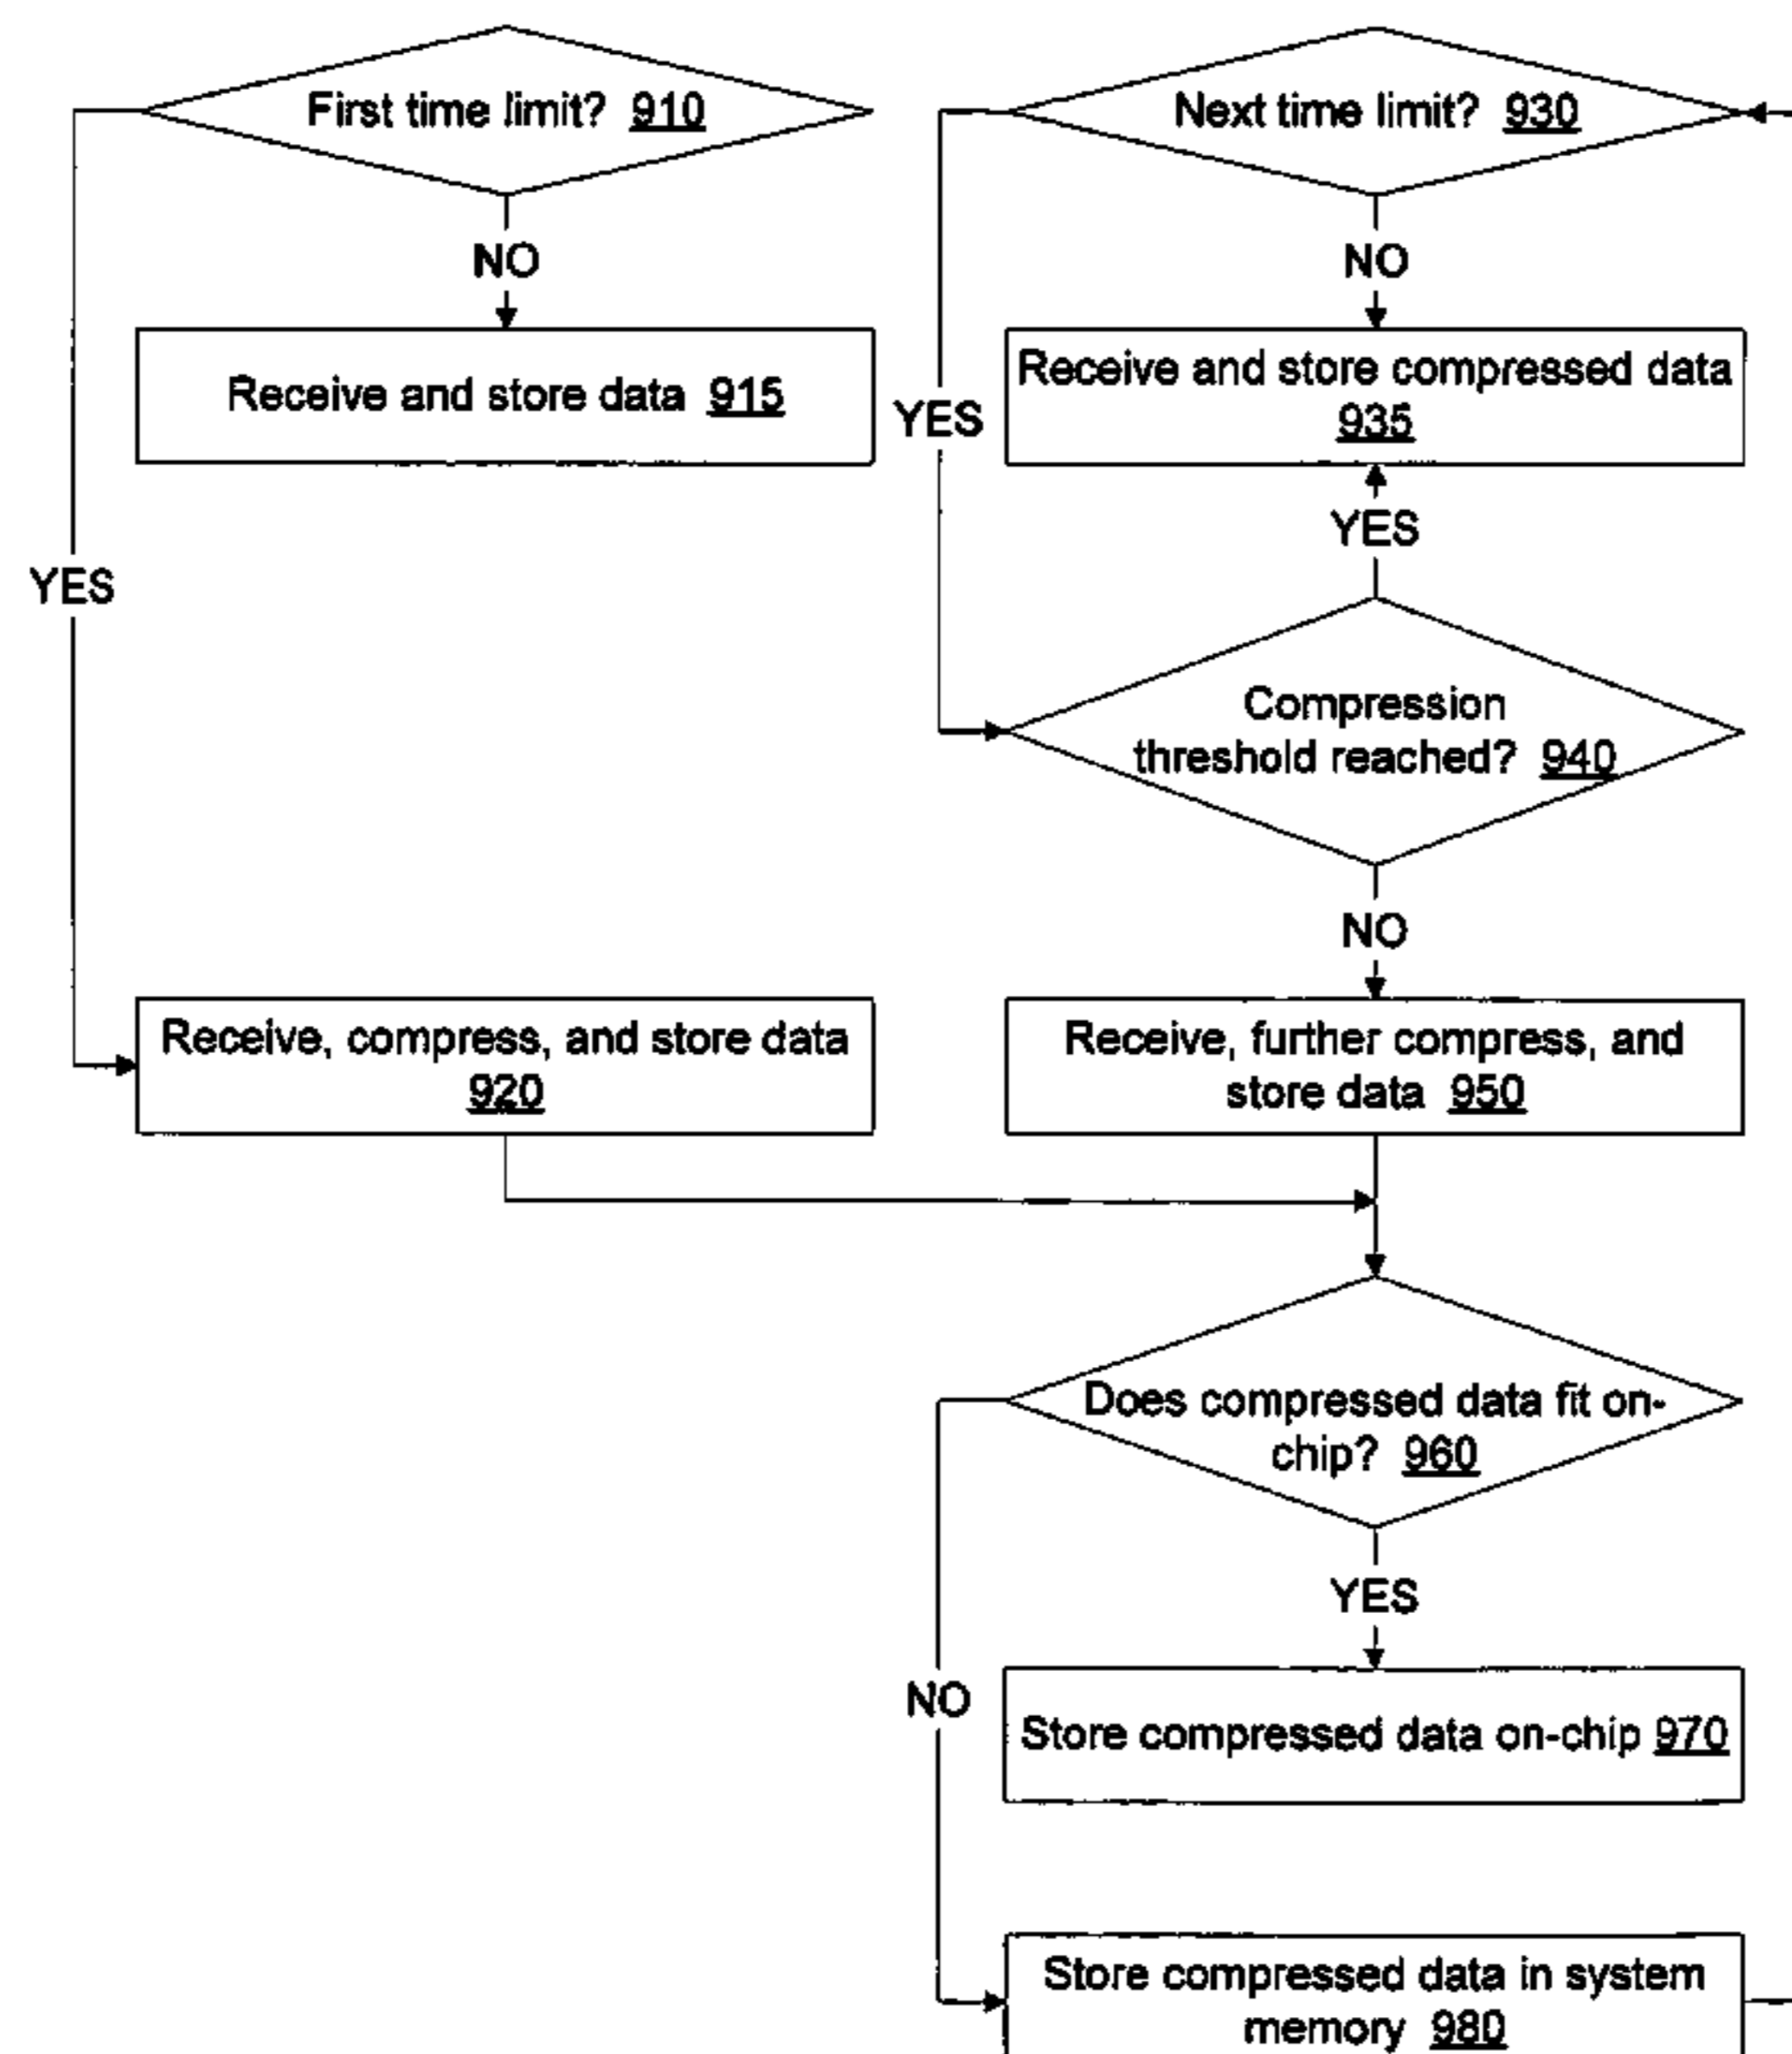 First time limit? 910
NO
Receive and store data 915
YES
Receive, compress, and store data
920
Next time limit? 930
NO
Receive and store compressed data
935
YES
YES
Compression
threshold reached? 940
NO
Receive, further compress, and
store data 950
Does compressed data fit on-
chip? 960
YES
NO
Store compressed data on-chip 970
Store compressed data in system
memory 980